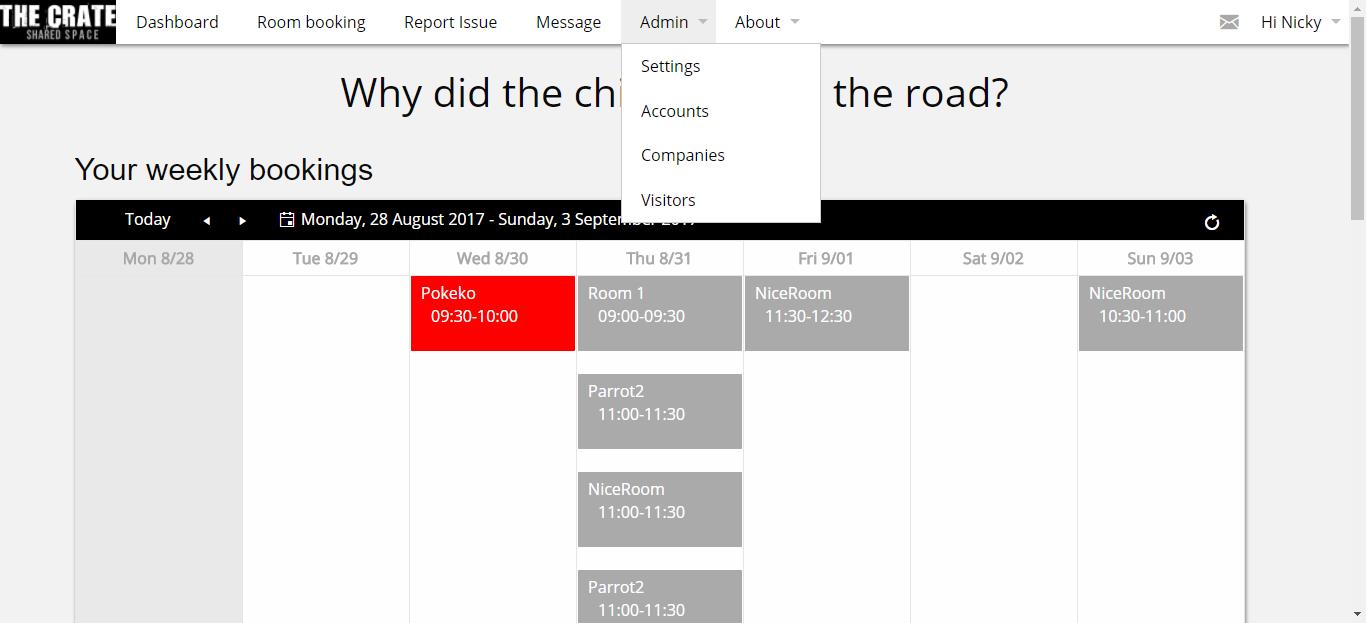 THE CRATE
SHARED SPACE
Dashboard
Room booking
Report Issue
Message
Admin
About
Hi Nicky
Settings
Accounts
Companies
Visitors
Why did the chi the road?
Your weekly bookings
Today
Monday, 28 August 2017 - Sunday, 3 September 2017
Mon 8/28
Tue 8/29
Wed 8/30
Thu 8/31
Fri 9/01
Sat 9/02
Sun 9/03
Pokeko
09:30-10:00
Room 1
09:00-09:30
NiceRoom
11:30-12:30
NiceRoom
10:30-11:00
Parrot2
11:00-11:30
NiceRoom
11:00-11:30
Parrot2
11:00-11:30